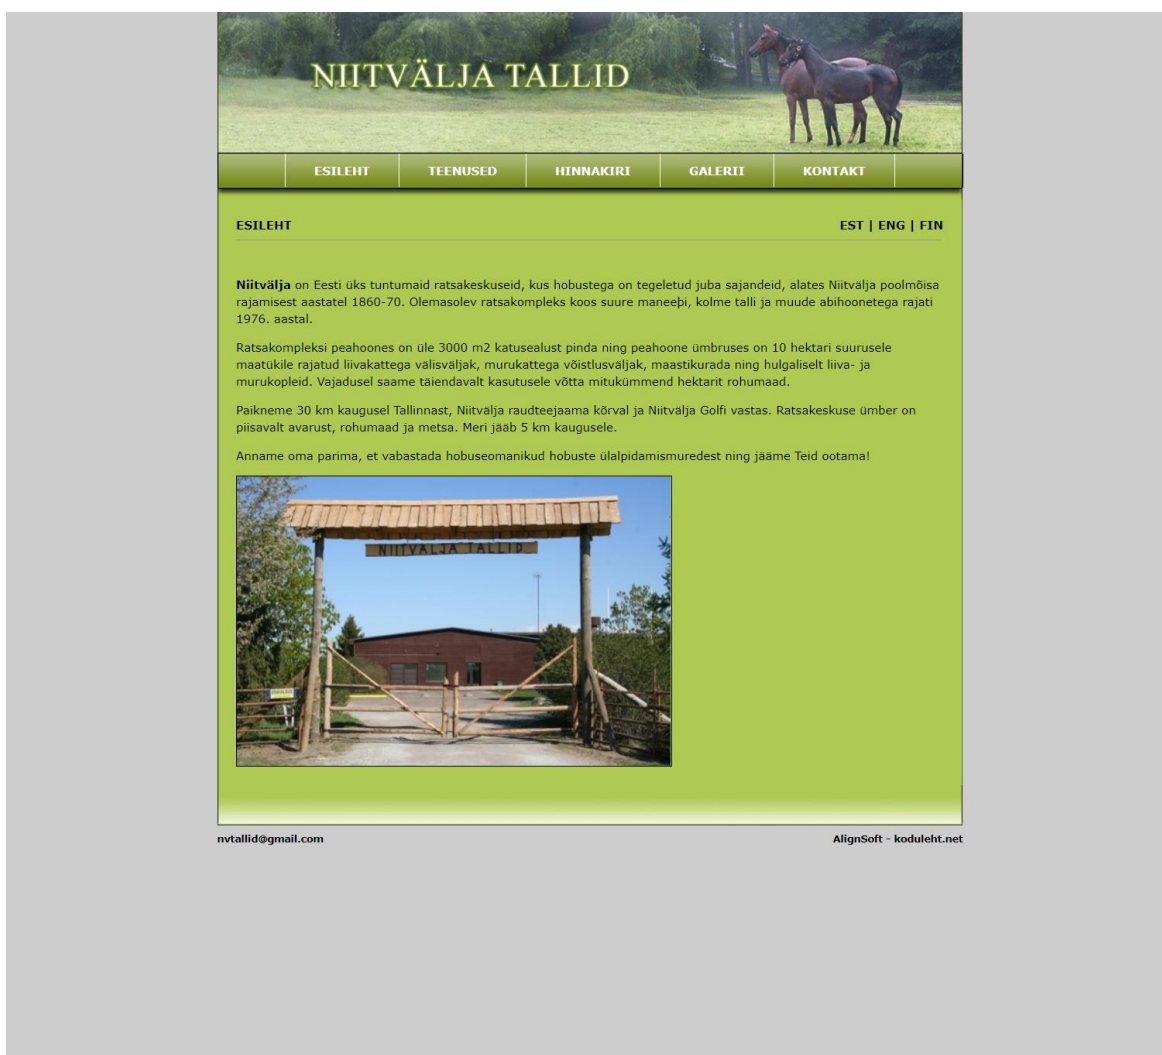 NIITVÄLJA TALLID
ESILEHT TEENUSED HINNAKIRI GALERII KONTAKT
ESILEHT EST | ENG | FIN
Niitvälja on Eesti üks tuntumaid ratsakeskuseid, kus hobustega on tegeletud juba sajandeid, alates Niitvälja poolmõisa
rajamisest aastatel 1860-70. Olemasolev ratsakompleks koos suure maneeþi, kolme talli ja muude abihoonetega rajati
1976. aastal.
Ratsakompleksi peahoones on üle 3000 m2 katusealust pinda ning peahoone ümbruses on 10 hektari suurusele
maatükile rajatud liivakattega välisväljak, murukattega võistlusväljak, maastikurada ning hulgaliselt liiva- ja
murukopleid. Vajadusel saame täiendavalt kasutusele võtta mitukümmend hektarit rohumaad.
Paikneme 30 km kaugusel Tallinnast, Niitvälja raudteejaama kõrval ja Niitvälja Golfi vastas. Ratsakeskuse ümber on
piisavalt avarust, rohumaad ja metsa. Meri jääb 5 km kaugusele.
Anname oma parima, et vabastada hobuseomanikud hobuste ülalpidamismuredest ning jääme Teid ootama!
NIITVÄLJA TALLID
nvtallid@gmail.com AlignSoft - koduleht.net